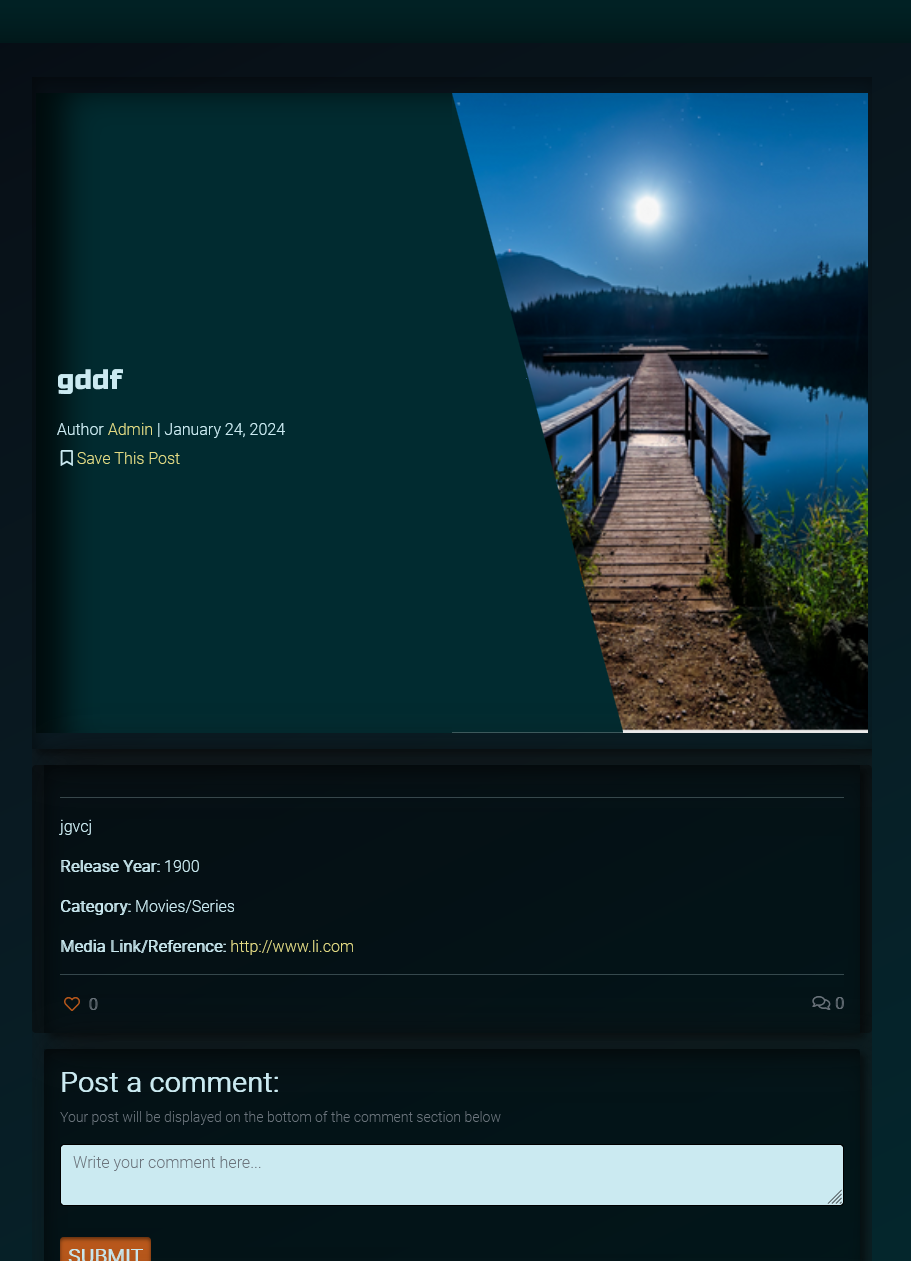 gddf
Author Admin | January 24, 2024
Save This Post
jgvcj
Release Year: 1900
Category: Movies/Series
Media Link/Reference: http://www.li.com
0
0
Post a comment:
Your post will be displayed on the bottom of the comment section below
Write your comment here...
SUBMIT